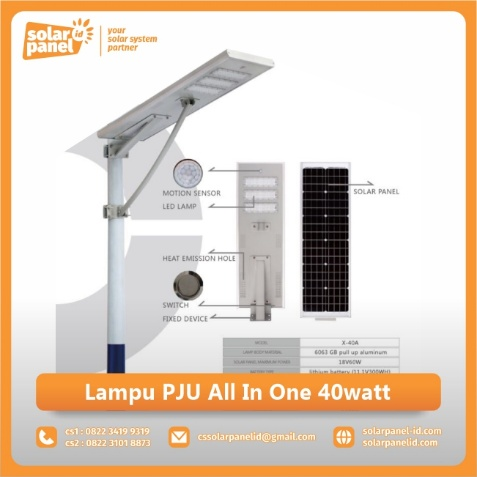 solar id
panel
your
solar system
partner
MOTION SENSOR
LED LAMP
SOLAR PANEL
HEAT EMISSION HOLE
SWITCH
FIXED DEVICE
MODEL X-40A
LAMP BODY MATERIAL 6063 GB pull up aluminum
SOLAR PANEL MAXIMUM POWER 18V60W
BATTERY TYPE lithium battery (11.1V300WH)
Lampu PJU All In One 40watt
cs1 : 0822 3419 9319
cs2 : 0822 3101 8873
cssolarpanelid@gmail.com
solarpanel-id.com
solarpanelid.com